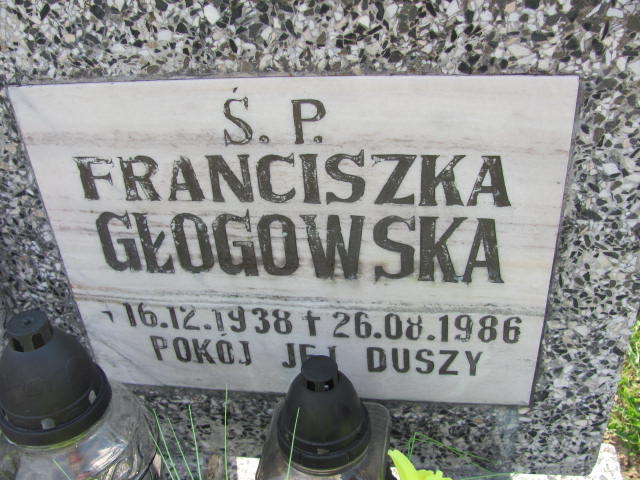 Ś. P.
FRANCISZKA
GŁOGOWSKA
* 16.12.1938 † 26.08.1986
POKÓJ JEJ DUSZY